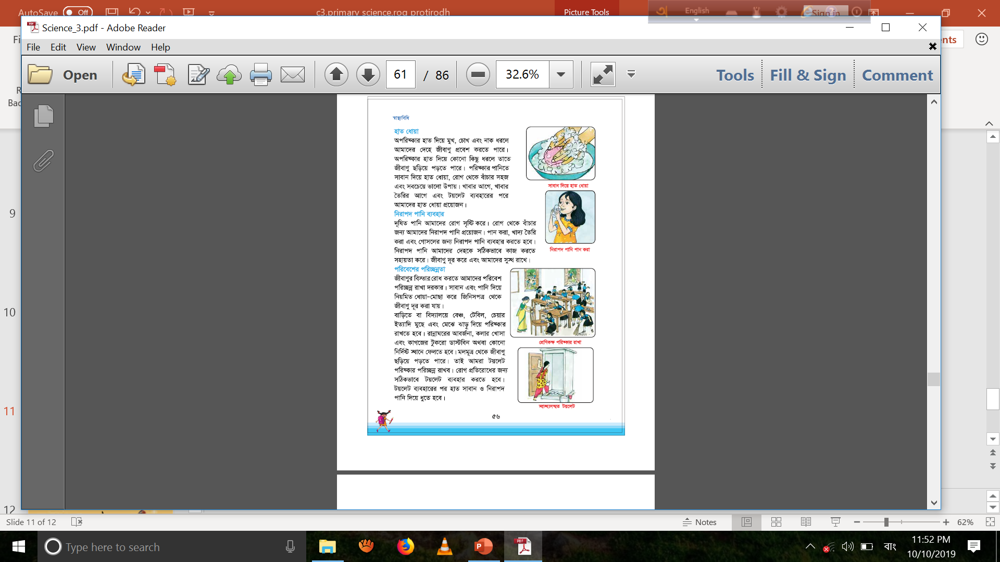 AutoSave Off
c3.primary science.rog protirodh
Picture Tools
English
Sign in
Science_3.pdf - Adobe Reader
File Edit View Window Help
Open
61 / 86
32.6%
Tools Fill & Sign Comment
স্বাস্থ্যবিধি
হাত ধোয়া
অপরিষ্কার হাত দিয়ে মুখ, চোখ এবং নাক ধরলে
আমাদের দেহে জীবাণু প্রবেশ করতে পারে।
অপরিষ্কার হাত দিয়ে কোনো কিছু ধরলে তাতে
জীবাণু ছড়িয়ে পড়তে পারে। পরিষ্কার পানিতে
সাবান দিয়ে হাত ধোয়া, রোগ থেকে বাঁচার সহজ
এবং সবচেয়ে ভালো উপায়। খাবার আগে, খাবার
তৈরির আগে এবং টয়লেট ব্যবহারের পরে
আমাদের হাত ধোয়া প্রয়োজন।
সাবান দিয়ে হাত ধোয়া
নিরাপদ পানি ব্যবহার
দূষিত পানি আমাদের রোগ সৃষ্টি করে। রোগ থেকে বাঁচার
জন্য আমাদের নিরাপদ পানি প্রয়োজন। পান করা, খাদ্য তৈরি
করা এবং গোসলের জন্য নিরাপদ পানি ব্যবহার করতে হবে।
নিরাপদ পানি আমাদের দেহকে সঠিকভাবে কাজ করতে
সহায়তা করে। জীবাণু দূর করে এবং আমাদের সুস্থ রাখে।
নিরাপদ পানি পান করা
পরিবেশের পরিচ্ছন্নতা
জীবাণুর বিস্তার রোধ করতে আমাদের পরিবেশ
পরিচ্ছন্ন রাখা দরকার। সাবান এবং পানি দিয়ে
নিয়মিত ধোয়া-মোছা করে জিনিসপত্র থেকে
জীবাণু দূর করা যায়।
বাড়িতে বা বিদ্যালয়ে বেঞ্চ, টেবিল, চেয়ার
ইত্যাদি মুছে এবং মেঝে ঝাড়ু দিয়ে পরিষ্কার
রাখতে হবে। রান্নাঘরের আবর্জনা, কলার খোসা
এবং কাগজের টুকরো ডাস্টবিন অথবা কোনো
নির্দিষ্ট স্থানে ফেলতে হবে। মলমূত্র থেকে জীবাণু
ছড়িয়ে পড়তে পারে। তাই আমরা টয়লেট
পরিষ্কার পরিচ্ছন্ন রাখব। রোগ প্রতিরোধের জন্য
সঠিকভাবে টয়লেট ব্যবহার করতে হবে।
টয়লেট ব্যবহারের পর হাত সাবান ও নিরাপদ
পানি দিয়ে ধুতে হবে।
শ্রেণিকক্ষ পরিষ্কার রাখা
স্বাস্থ্যসম্মত টয়লেট
৫৬
9
10
11
12
Slide 11 of 12
Notes
62%
Type here to search
বাং
11:52 PM
10/10/2019